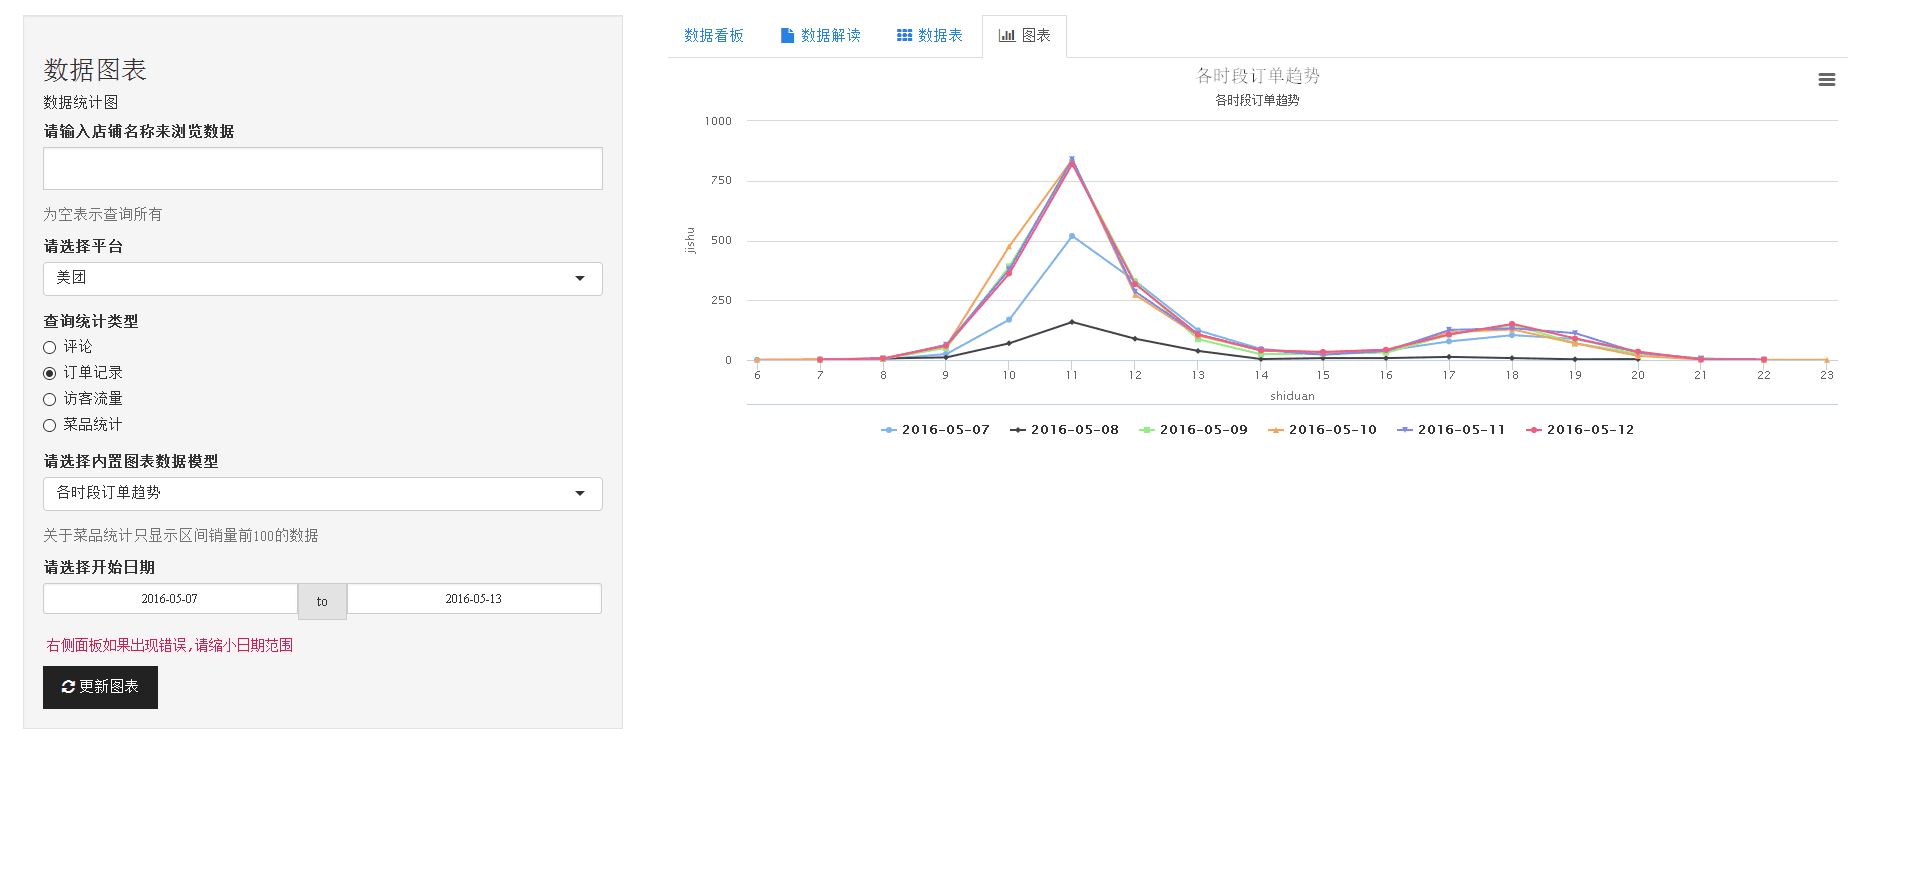 数据图表
数据统计图
请输入店铺名称来浏览数据
为空表示查询所有
请选择平台
美团
查询统计类型
评论
订单记录
访客流量
菜品统计
请选择内置图表数据模型
各时段订单趋势
关于菜品统计只显示区间销量前100的数据
请选择开始日期
2016-05-07 to 2016-05-13
右侧面板如果出现错误,请缩小日期范围
更新图表
数据看板 数据解读 数据表 图表
各时段订单趋势
各时段订单趋势
1000
750
500
250
0
jishu
6 7 8 9 10 11 12 13 14 15 16 17 18 19 20 21 22 23
shiduan
2016-05-07 2016-05-08 2016-05-09 2016-05-10 2016-05-11 2016-05-12